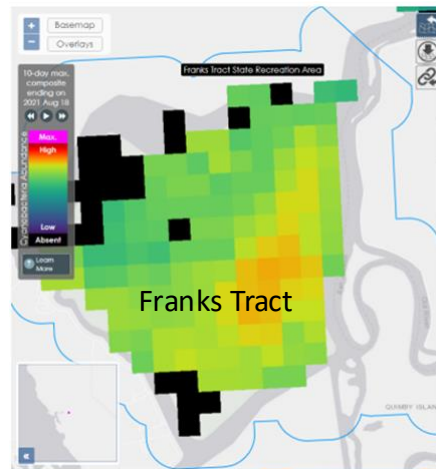 +
−
Basemap
Overlays
Franks Tract State Recreation Area
10-day max.
composite
ending on
2021 Aug 18
Cyanobacteria Abundance
Max.
High
Low
Absent
Learn
More
Franks Tract
QUIMBY ISLAND
«